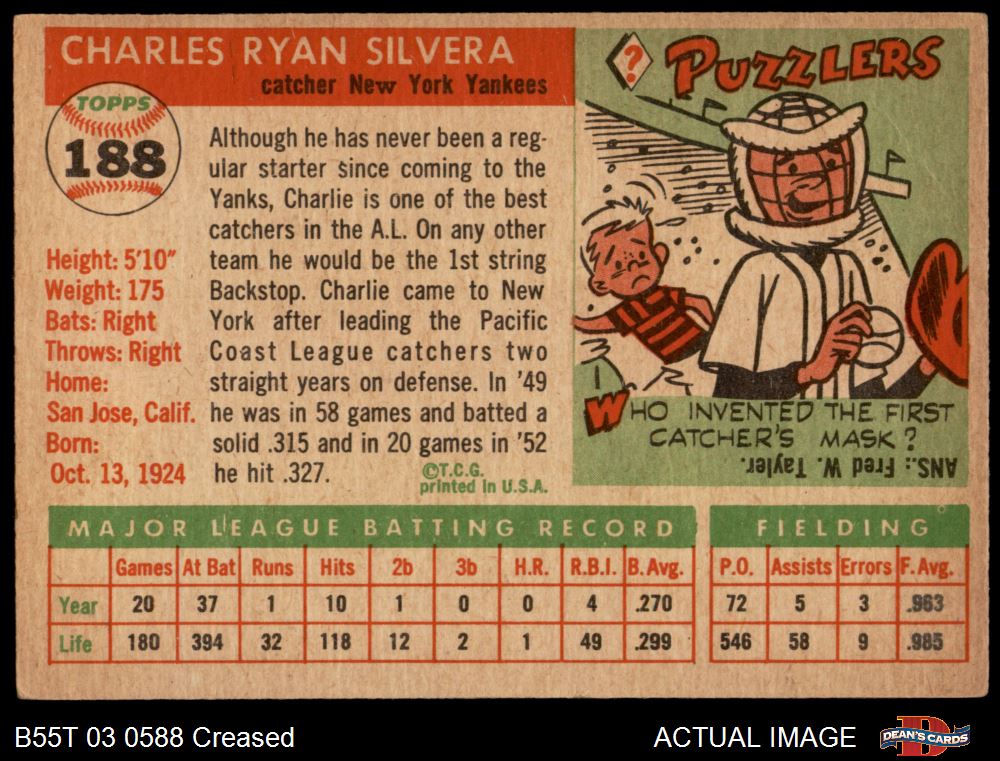 CHARLES RYAN SILVERA
catcher New York Yankees
TOPPS
188
Height: 5'10"
Weight: 175
Bats: Right
Throws: Right
Home:
San Jose, Calif.
Born:
Oct. 13, 1924
Although he has never been a reg-
ular starter since coming to the
Yanks, Charlie is one of the best
catchers in the A.L. On any other
team he would be the 1st string
Backstop. Charlie came to New
York after leading the Pacific
Coast League catchers two
straight years on defense. In '49
he was in 58 games and batted a
solid .315 and in 20 games in '52
he hit .327.
©T.C.G.
printed in U.S.A.
? PUZZLERS
WHO INVENTED THE FIRST
CATCHER'S MASK?
ANS.: Fred W. Tayler.
MAJOR LEAGUE BATTING RECORD
Games At Bat Runs Hits 2b 3b H.R. R.B.I. B. Avg.
Year 20 37 1 10 1 0 0 4 .270
Life 180 394 32 118 12 2 1 49 .299
FIELDING
P.O. Assists Errors F. Avg.
72 5 3 .963
546 58 9 .985
B55T 03 0588 Creased
ACTUAL IMAGE
D
DEAN'S CARDS